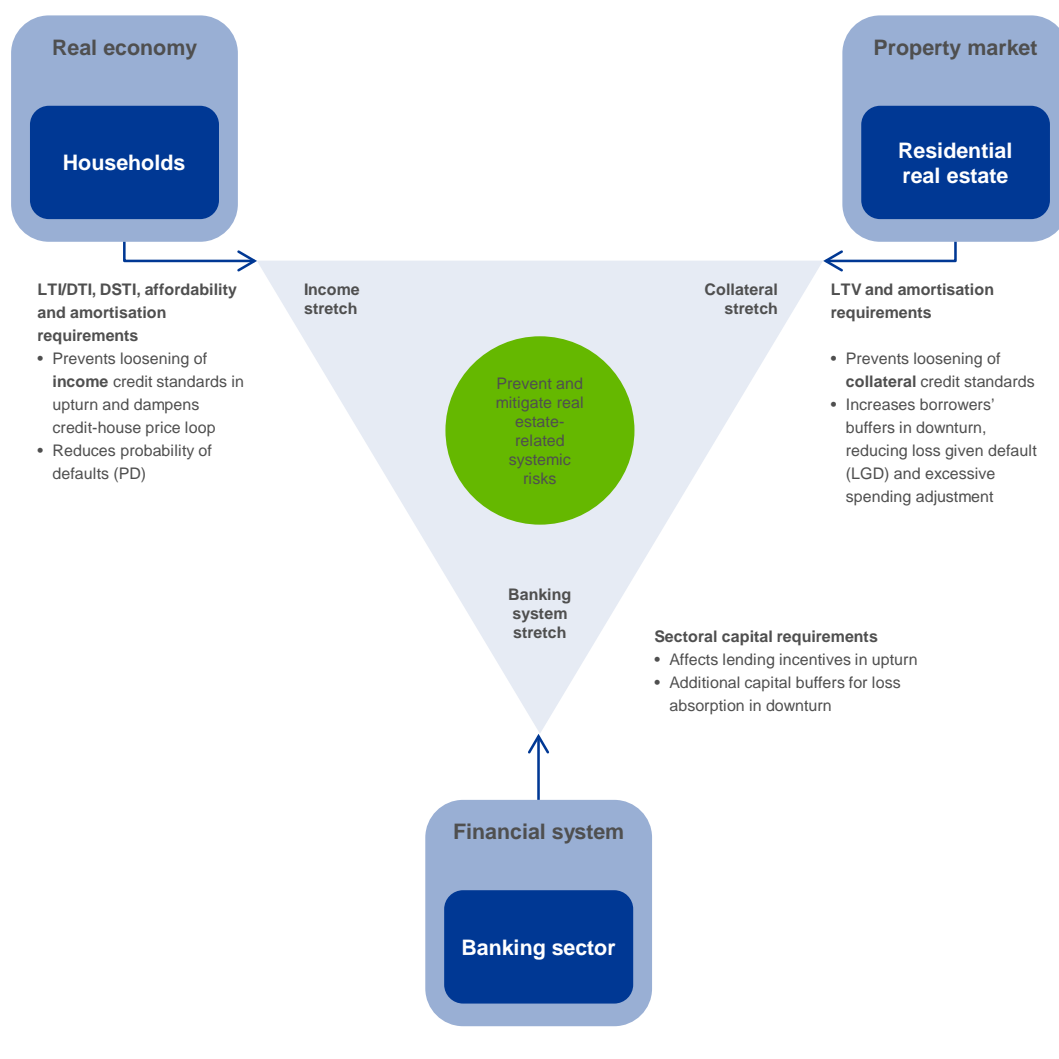 Real economy
Households
Property market
Residential
real estate
LTI/DTI, DSTI, affordability
and amortisation
requirements
• Prevents loosening of
income credit standards in
upturn and dampens
credit-house price loop
• Reduces probability of
defaults (PD)
Income
stretch
Collateral
stretch
LTV and amortisation
requirements
• Prevents loosening of
collateral credit standards
• Increases borrowers’
buffers in downturn,
reducing loss given default
(LGD) and excessive
spending adjustment
Prevent and
mitigate real
estate-
related
systemic
risks
Banking
system
stretch
Sectoral capital requirements
• Affects lending incentives in upturn
• Additional capital buffers for loss
absorption in downturn
Financial system
Banking sector